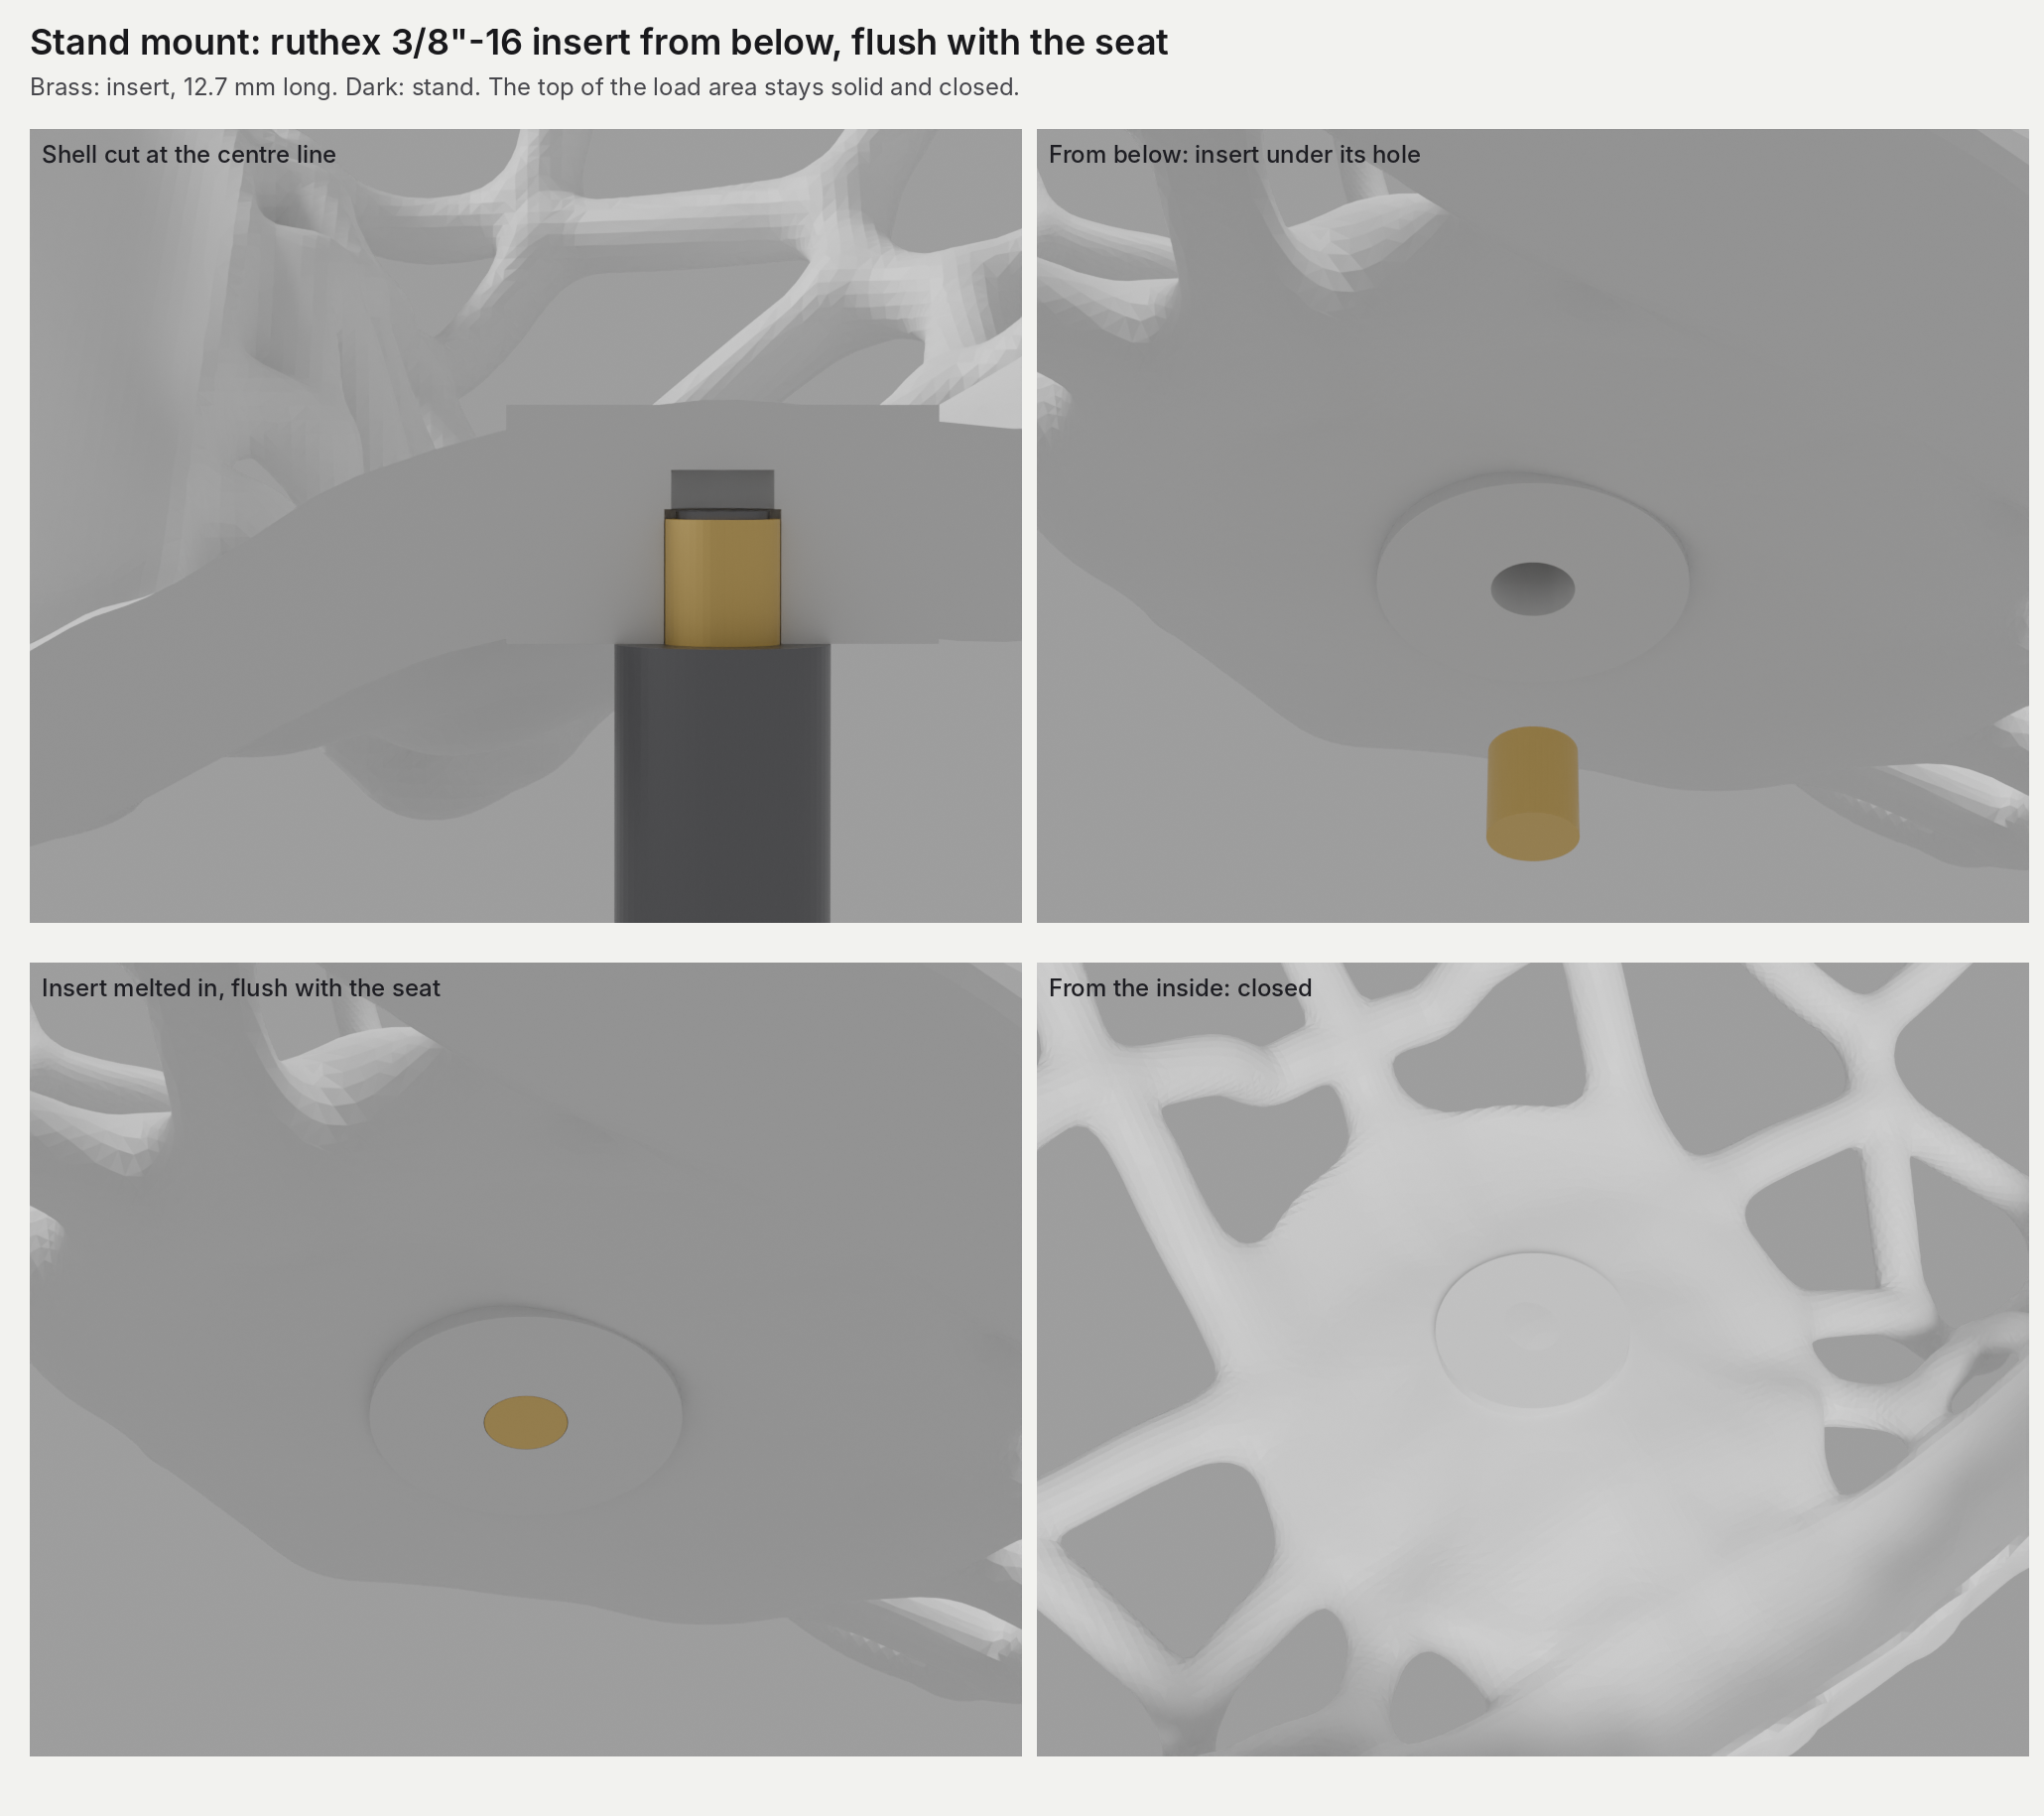 Stand mount: ruthex 3/8"-16 insert from below, flush with the seat
Brass: insert, 12.7 mm long. Dark: stand. The top of the load area stays solid and closed.
Shell cut at the centre line
From below: insert under its hole
Insert melted in, flush with the seat
From the inside: closed